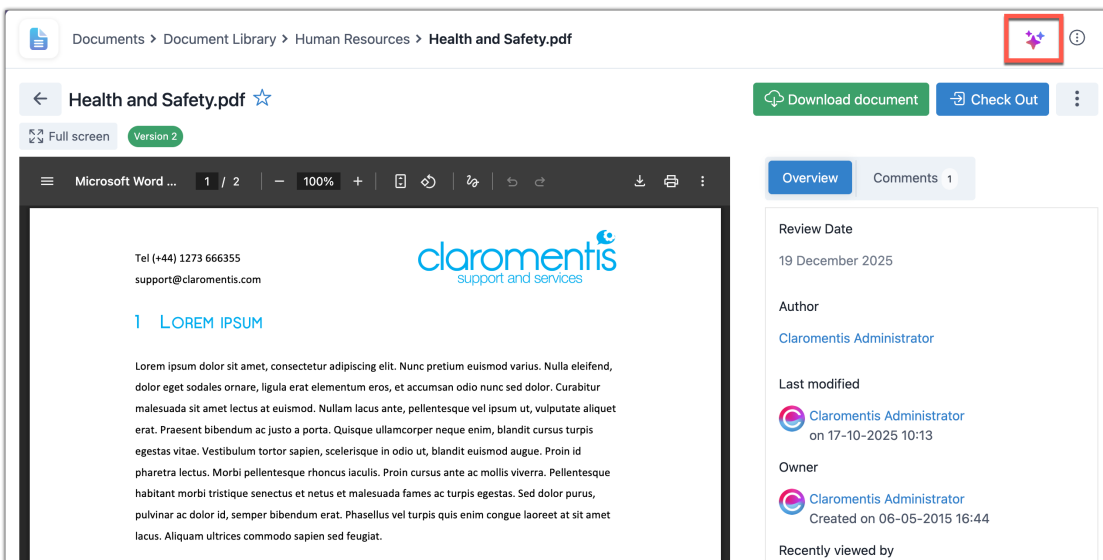 Documents > Document Library > Human Resources > Health and Safety.pdf
Health and Safety.pdf
Download document
Check Out
Full screen
Version 2
Microsoft Word ...
1 / 2
100%
Overview
Comments 1
Tel (+44) 1273 666355
support@claromentis.com
claromentis
support and services
1 LOREM IPSUM
Lorem ipsum dolor sit amet, consectetur adipiscing elit. Nunc pretium euismod varius. Nulla eleifend,
dolor eget sodales ornare, ligula erat elementum eros, et accumsan odio nunc sed dolor. Curabitur
malesuada sit amet lectus at euismod. Nullam lacus ante, pellentesque vel ipsum ut, vulputate aliquet
erat. Praesent bibendum ac justo a porta. Quisque ullamcorper neque enim, blandit cursus turpis
egestas vitae. Vestibulum tortor sapien, scelerisque in odio ut, blandit euismod augue. Proin id
pharetra lectus. Morbi pellentesque rhoncus iaculis. Proin cursus ante ac mollis viverra. Pellentesque
habitant morbi tristique senectus et netus et malesuada fames ac turpis egestas. Sed dolor purus,
pulvinar ac dolor id, semper bibendum erat. Phasellus vel turpis quis enim congue laoreet at sit amet
lacus. Aliquam ultrices commodo sapien sed feugiat.
Review Date
19 December 2025
Author
Claromentis Administrator
Last modified
Claromentis Administrator
on 17-10-2025 10:13
Owner
Claromentis Administrator
Created on 06-05-2015 16:44
Recently viewed by